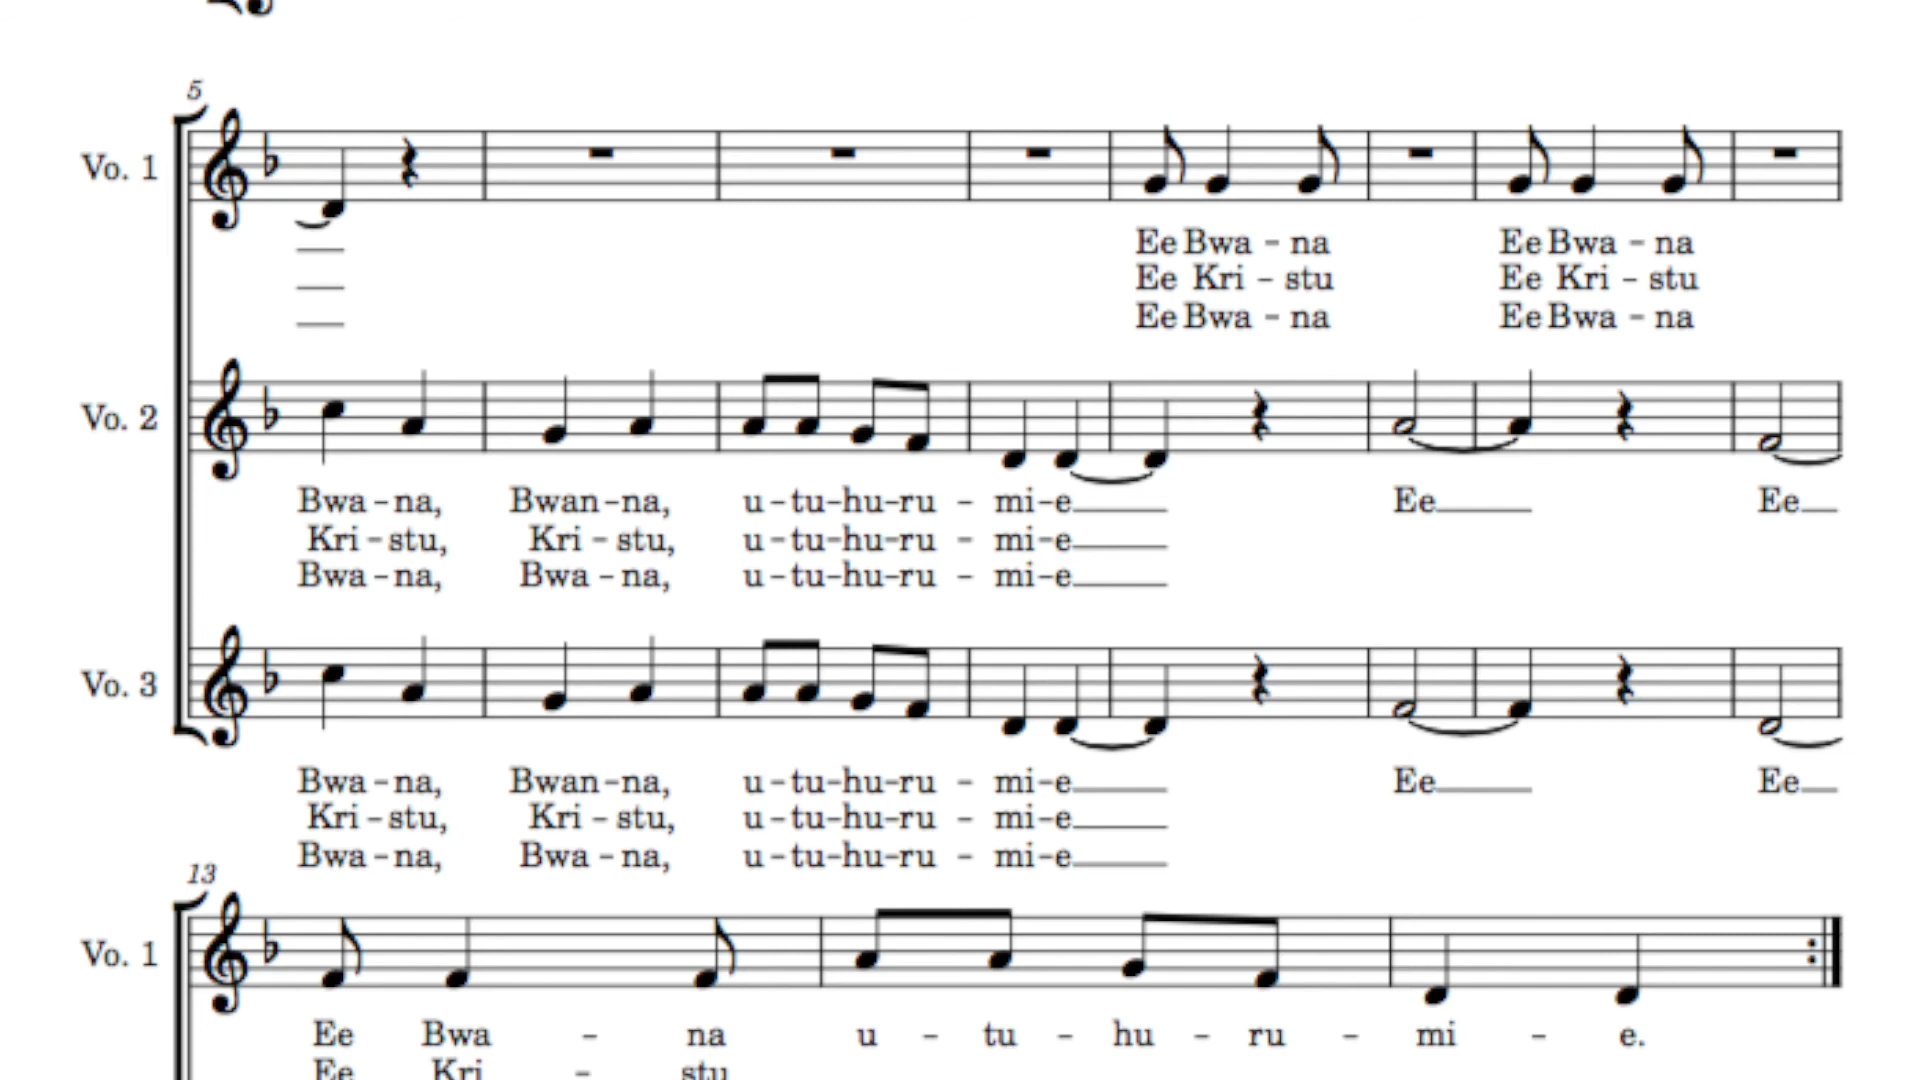 5
Vo. 1
Ee Bwa - na Ee Bwa - na
Ee Kri - stu Ee Kri - stu
Ee Bwa - na Ee Bwa - na
Vo. 2
Bwa - na, Bwan - na, u - tu - hu - ru - mi - e Ee Ee
Kri - stu, Kri - stu, u - tu - hu - ru - mi - e
Bwa - na, Bwa - na, u - tu - hu - ru - mi - e
Vo. 3
Bwa - na, Bwan - na, u - tu - hu - ru - mi - e Ee Ee
Kri - stu, Kri - stu, u - tu - hu - ru - mi - e
Bwa - na, Bwa - na, u - tu - hu - ru - mi - e
13
Vo. 1
Ee Bwa - na u - tu - hu - ru - mi - e.
Ee Kri - stu